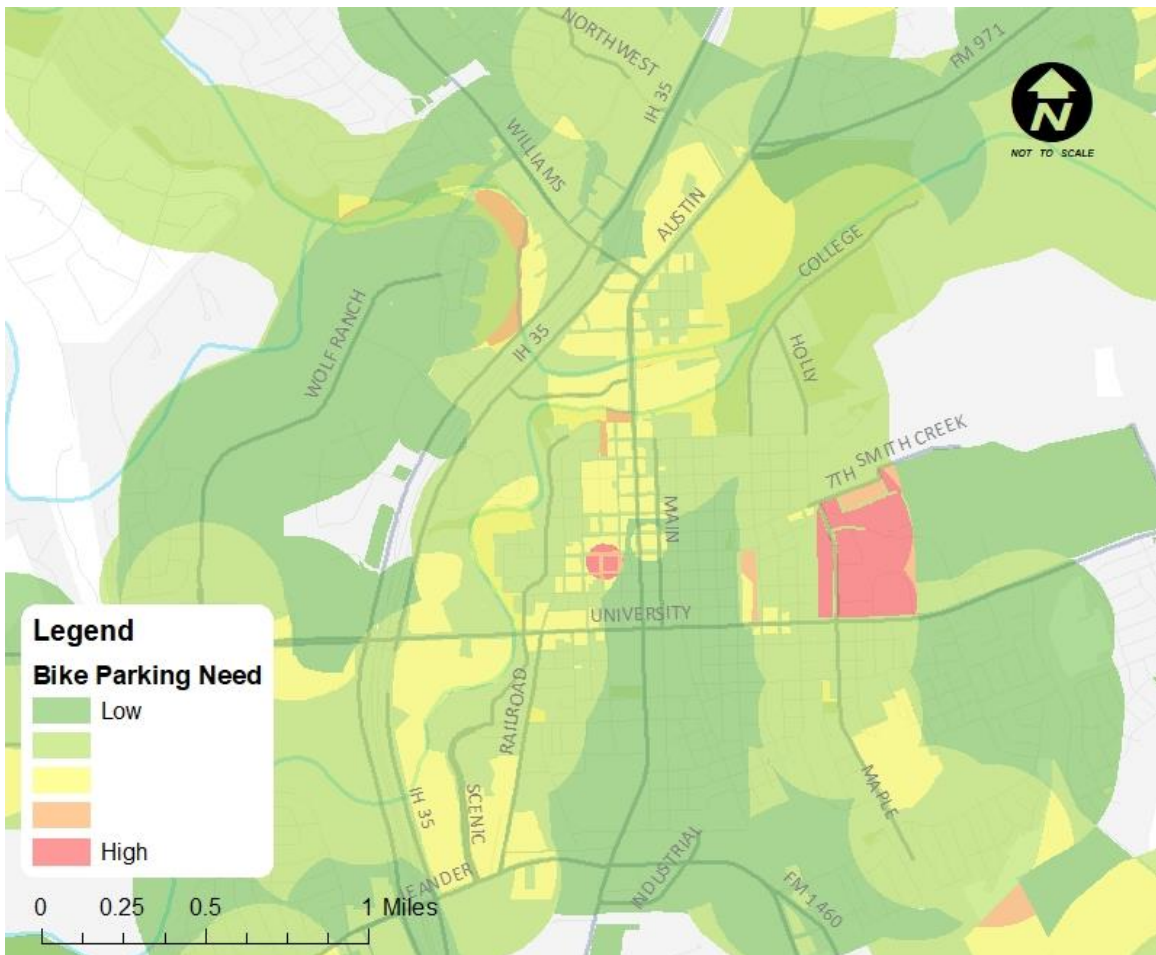 NORTHWEST
FM 971
IH 35
N
NOT TO SCALE
WILLIAMS
AUSTIN
COLLEGE
WOLF RANCH
IH 35
HOLLY
SMITH CREEK
7TH
MAIN
UNIVERSITY
Legend
Bike Parking Need
Low
High
RAILROAD
SCENIC
IH 35
MAPLE
INDUSTRIAL
LEANDER
FM 1460
0 0.25 0.5 1 Miles